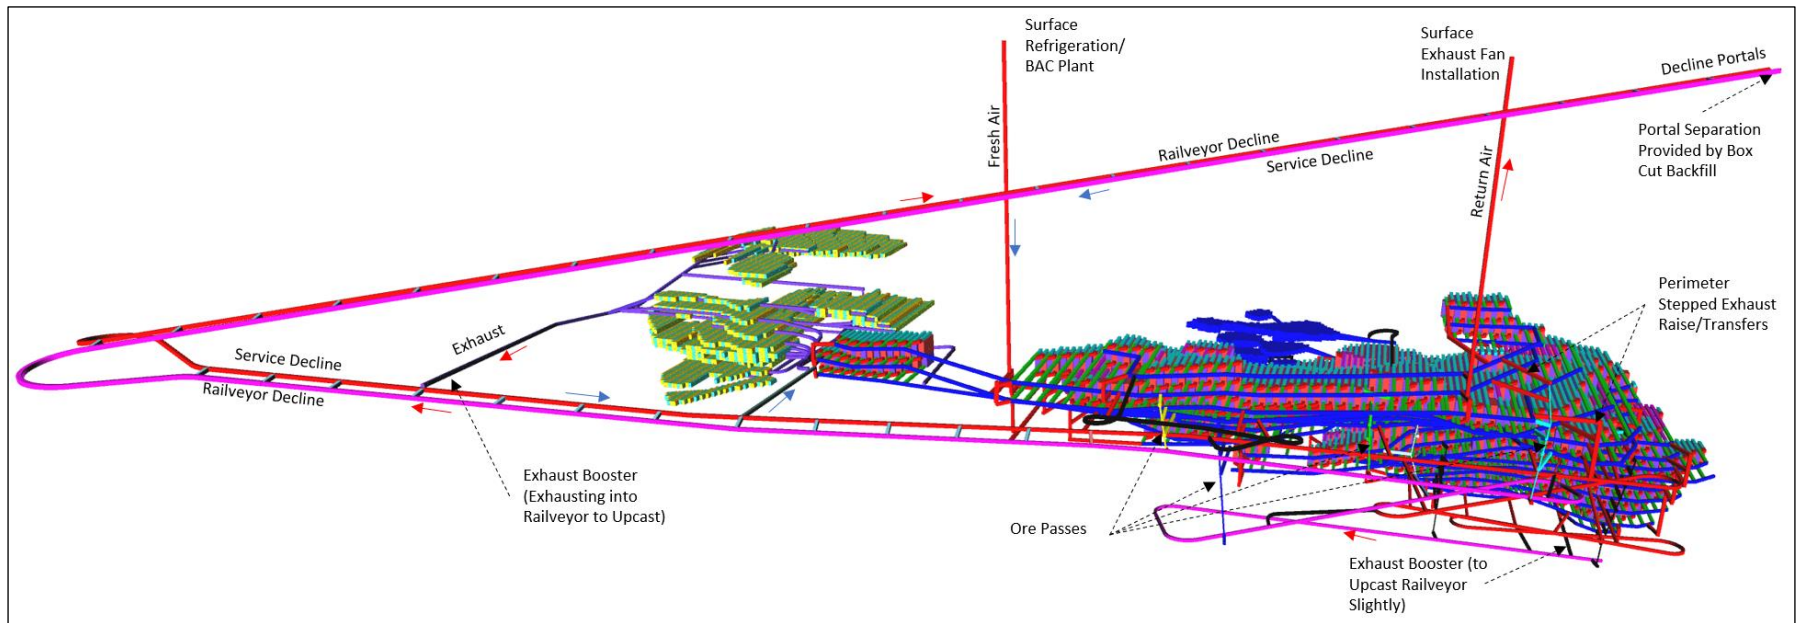 Surface
Refrigeration/
BAC Plant
Surface
Exhaust Fan
Installation
Decline Portals
Fresh Air
Railveyor Decline
Service Decline
Return Air
Portal Separation
Provided by Box
Cut Backfill
Perimeter
Stepped Exhaust
Raise/Transfers
Exhaust
Service Decline
Railveyor Decline
Exhaust Booster
(Exhausting into
Railveyor to Upcast)
Ore Passes
Exhaust Booster (to
Upcast Railveyor
Slightly)